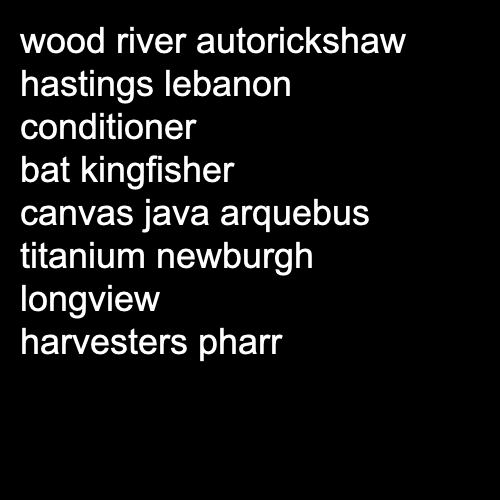 wood river autorickshaw
hastings lebanon
conditioner
bat kingfisher
canvas java arquebus
titanium newburgh
longview
harvesters pharr